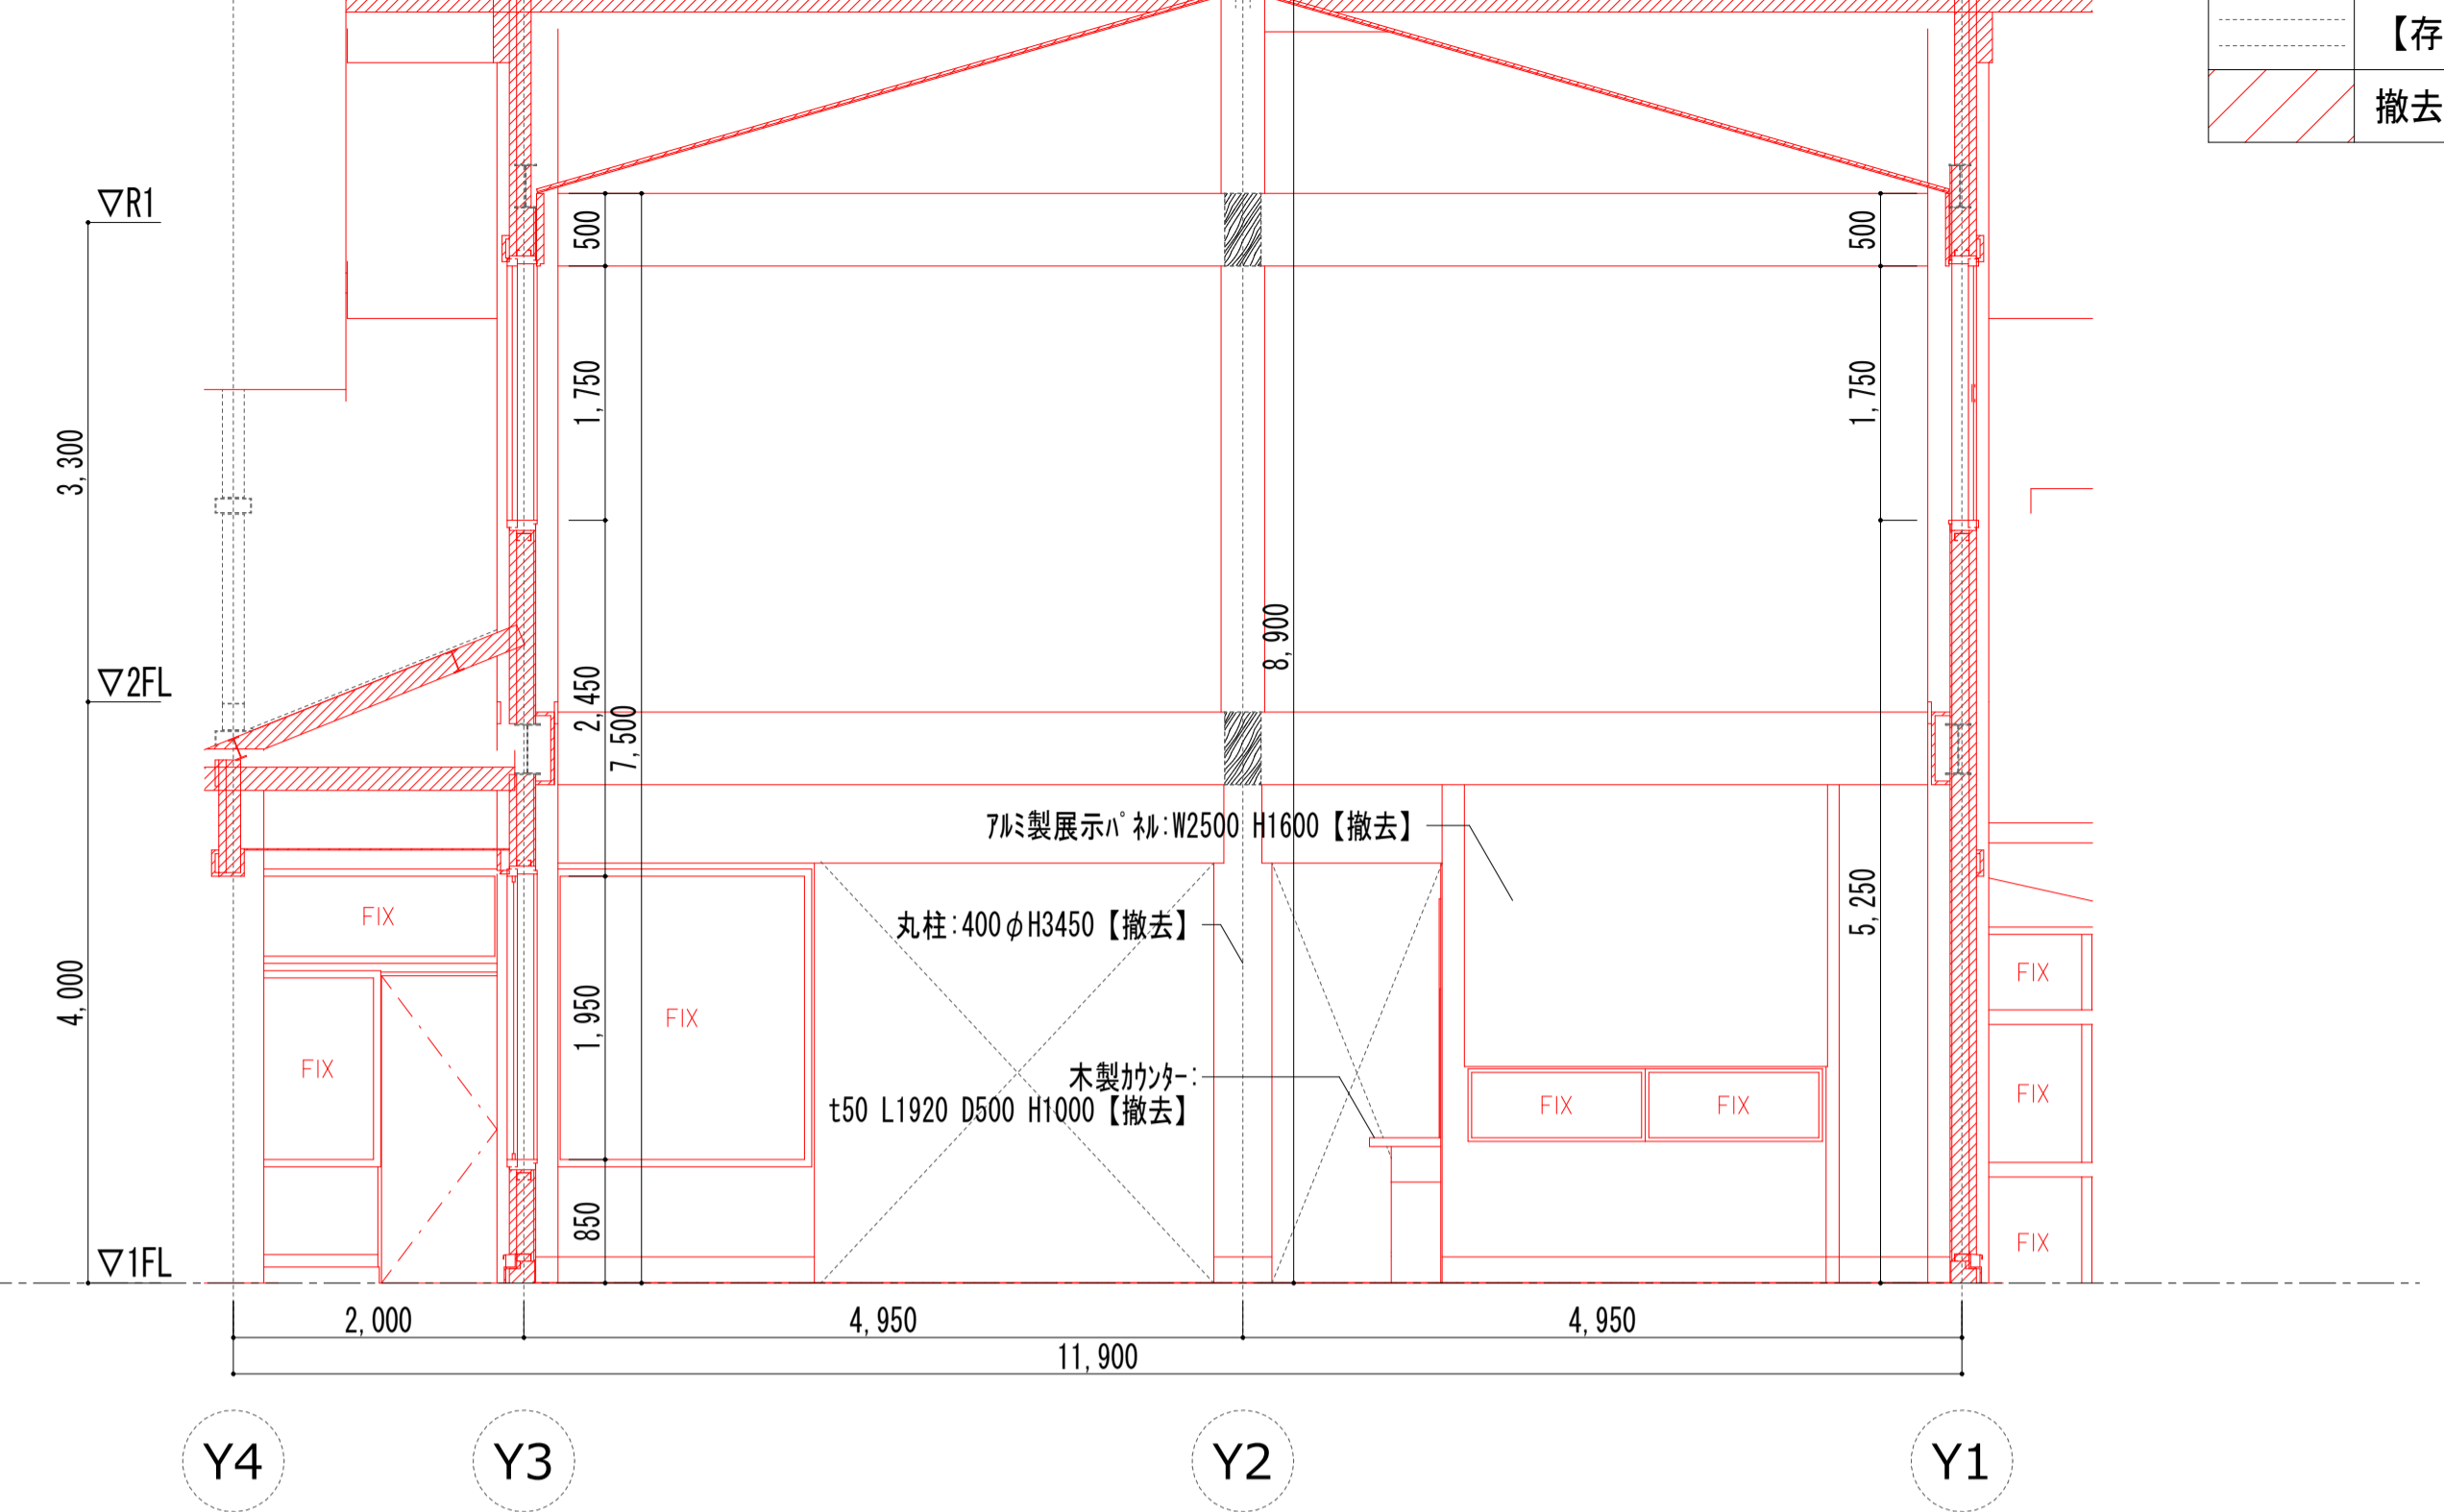 【存
撤去
▽R1
500
500
1,750
1,750
3,300
▽2FL
2,450
7,500
8,900
アルミ製展示パネル:W2500 H1600【撤去】
5,250
FIX
丸柱:400φH3450【撤去】
FIX
4,000
1,950
FIX
FIX
木製カウンター:
t50 L1920 D500 H1000【撤去】
FIX
FIX
FIX
850
FIX
▽1FL
2,000
4,950
4,950
11,900
Y4
Y3
Y2
Y1